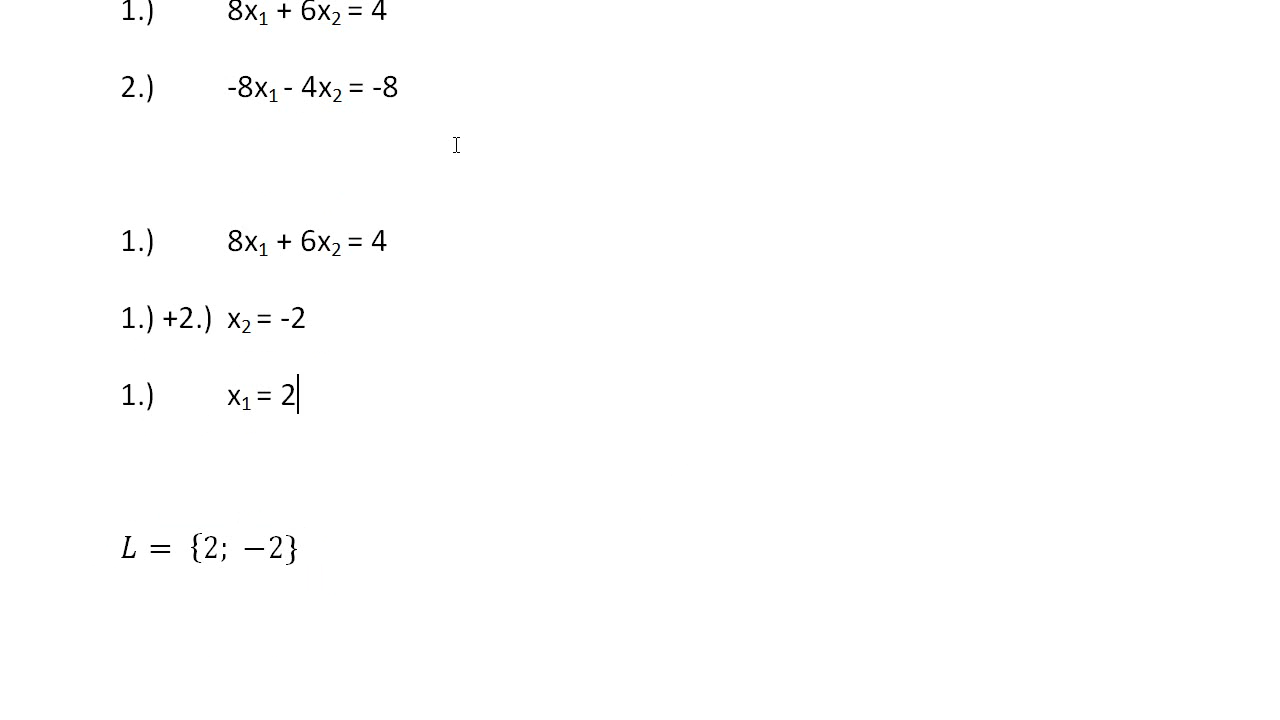 1.) 8x₁ + 6x₂ = 4
2.) -8x₁ - 4x₂ = -8
1.) 8x₁ + 6x₂ = 4
1.) +2.) x₂ = -2
1.) x₁ = 2
L = {2; −2}